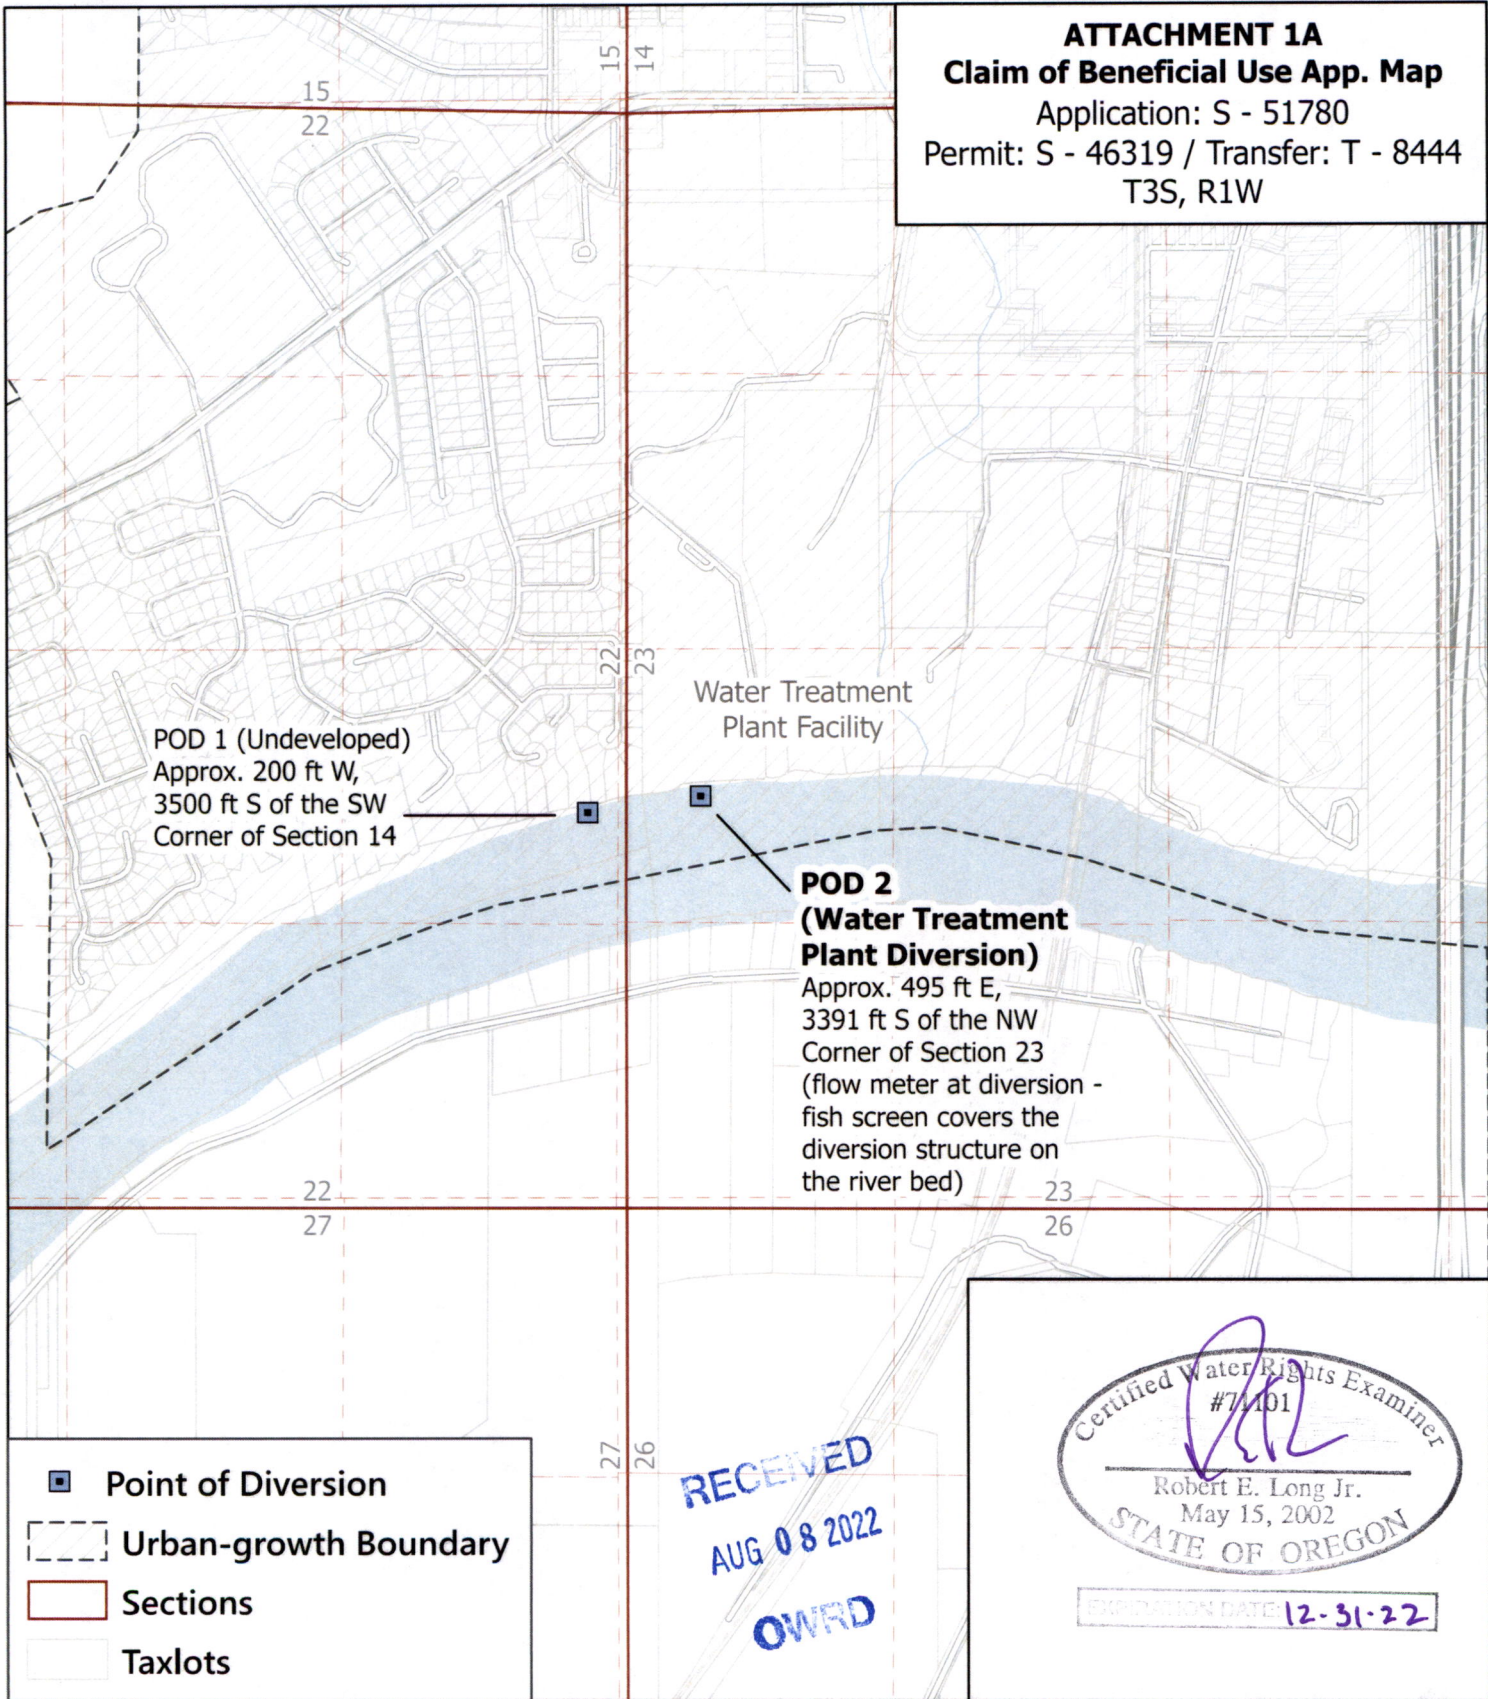 ATTACHMENT 1A
Claim of Beneficial Use App. Map
Application: S - 51780
Permit: S - 46319 / Transfer: T - 8444
T3S, R1W
15
14
15
22
22
23
Water Treatment
Plant Facility
POD 1 (Undeveloped)
Approx. 200 ft W,
3500 ft S of the SW
Corner of Section 14
POD 2
(Water Treatment
Plant Diversion)
Approx. 495 ft E,
3391 ft S of the NW
Corner of Section 23
(flow meter at diversion -
fish screen covers the
diversion structure on
the river bed)
22
27
23
26
27
26
Point of Diversion
Urban-growth Boundary
Sections
Taxlots
RECEIVED
AUG 08 2022
OWRD
Certified Water Rights Examiner
#71101
Robert E. Long Jr.
May 15, 2002
STATE OF OREGON
EXPIRATION DATE: 12-31-22